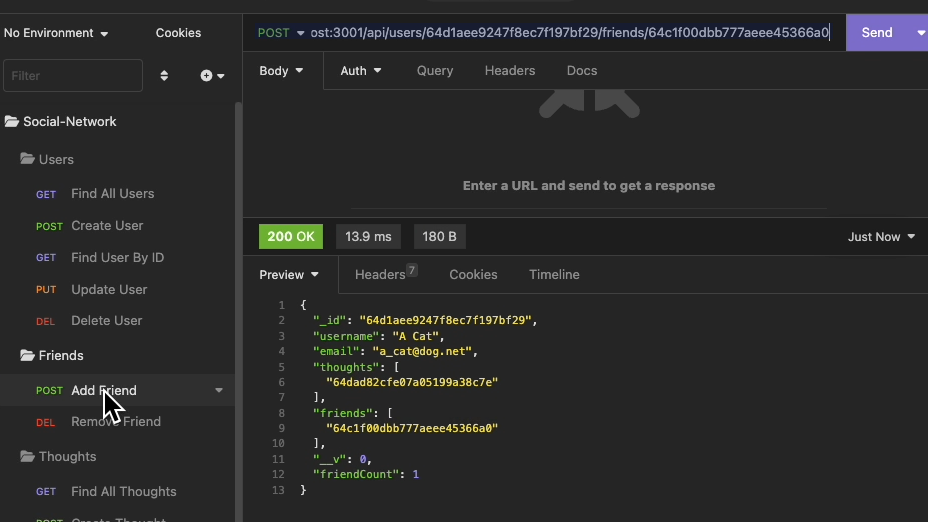 No Environment
Cookies
POST
ost:3001/api/users/64d1aee9247f8ec7f197bf29/friends/64c1f00dbb777aeee45366a0
Send
Filter
Body
Auth
Query
Headers
Docs
Social-Network
Users
GET Find All Users
POST Create User
GET Find User By ID
PUT Update User
DEL Delete User
Friends
POST Add Friend
DEL Remove Friend
Thoughts
GET Find All Thoughts
POST Create Thought
Enter a URL and send to get a response
200 OK
13.9 ms
180 B
Just Now
Preview
Headers 7
Cookies
Timeline
1 {
2 "_id": "64d1aee9247f8ec7f197bf29",
3 "username": "A Cat",
4 "email": "a_cat@dog.net",
5 "thoughts": [
6 "64dad82cfe07a05199a38c7e"
7 ],
8 "friends": [
9 "64c1f00dbb777aeee45366a0"
10 ],
11 "__v": 0,
12 "friendCount": 1
13 }